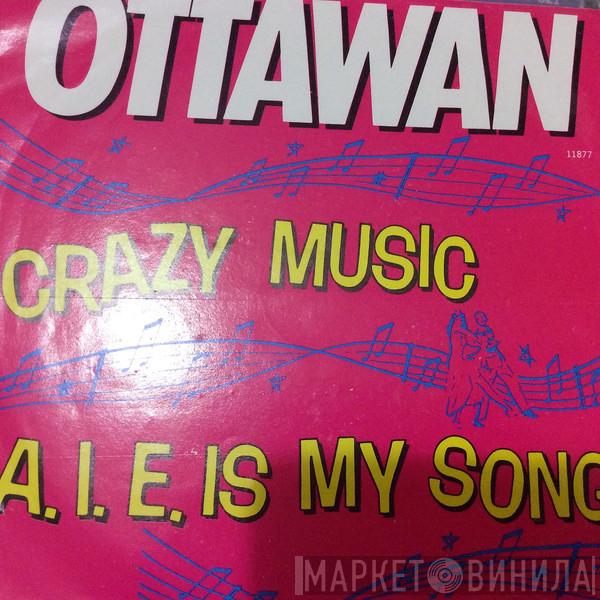 OTTAWAN
11877
CRAZY MUSIC
A. I. E. IS MY SONG
МАРКЕТ ВИНИЛА